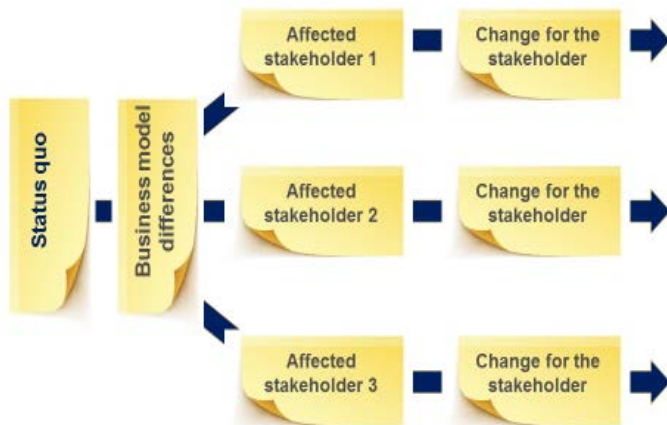 Status quo
Business model
differences
Affected
stakeholder 1
Change for the
stakeholder
Affected
stakeholder 2
Change for the
stakeholder
Affected
stakeholder 3
Change for the
stakeholder